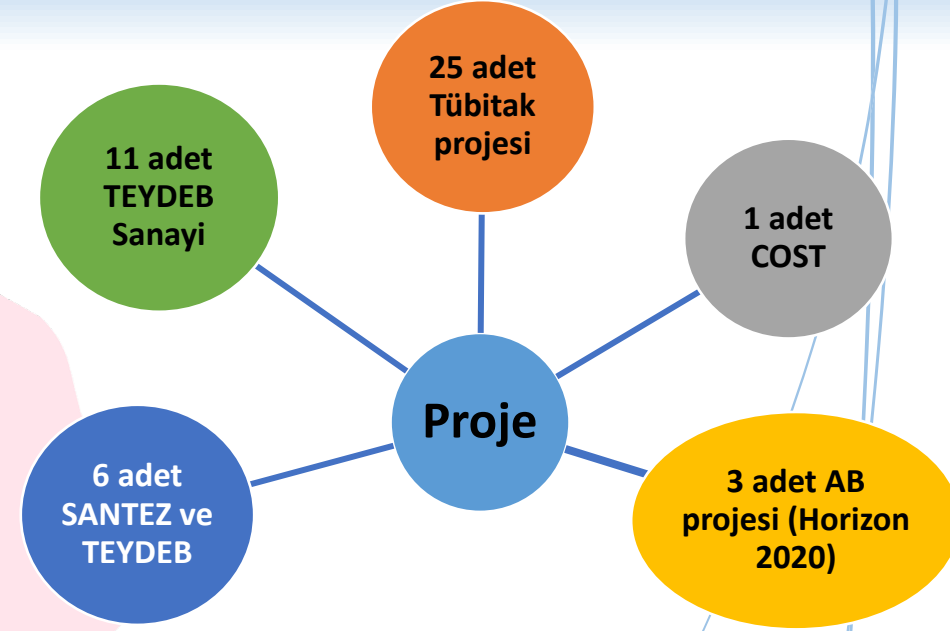 25 adet
Tübitak
projesi
11 adet
TEYDEB
Sanayi
1 adet
COST
Proje
6 adet
SANTEZ ve
TEYDEB
3 adet AB
projesi (Horizon
2020)